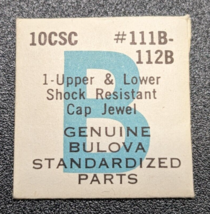 10CSC #111B-
112B
B
1-Upper & Lower
Shock Resistant
Cap Jewel
GENUINE
BULOVA
STANDARDIZED
PARTS